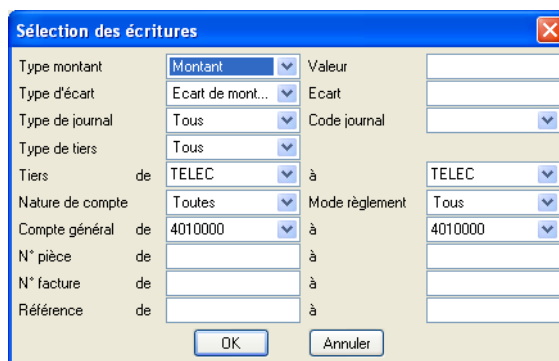 Sélection des écritures
Type montant Montant Valeur
Type d'écart Ecart de mont... Ecart
Type de journal Tous Code journal
Type de tiers Tous
Tiers de TELEC à TELEC
Nature de compte Toutes Mode règlement Tous
Compte général de 4010000 à 4010000
N° pièce de à
N° facture de à
Référence de à
OK Annuler